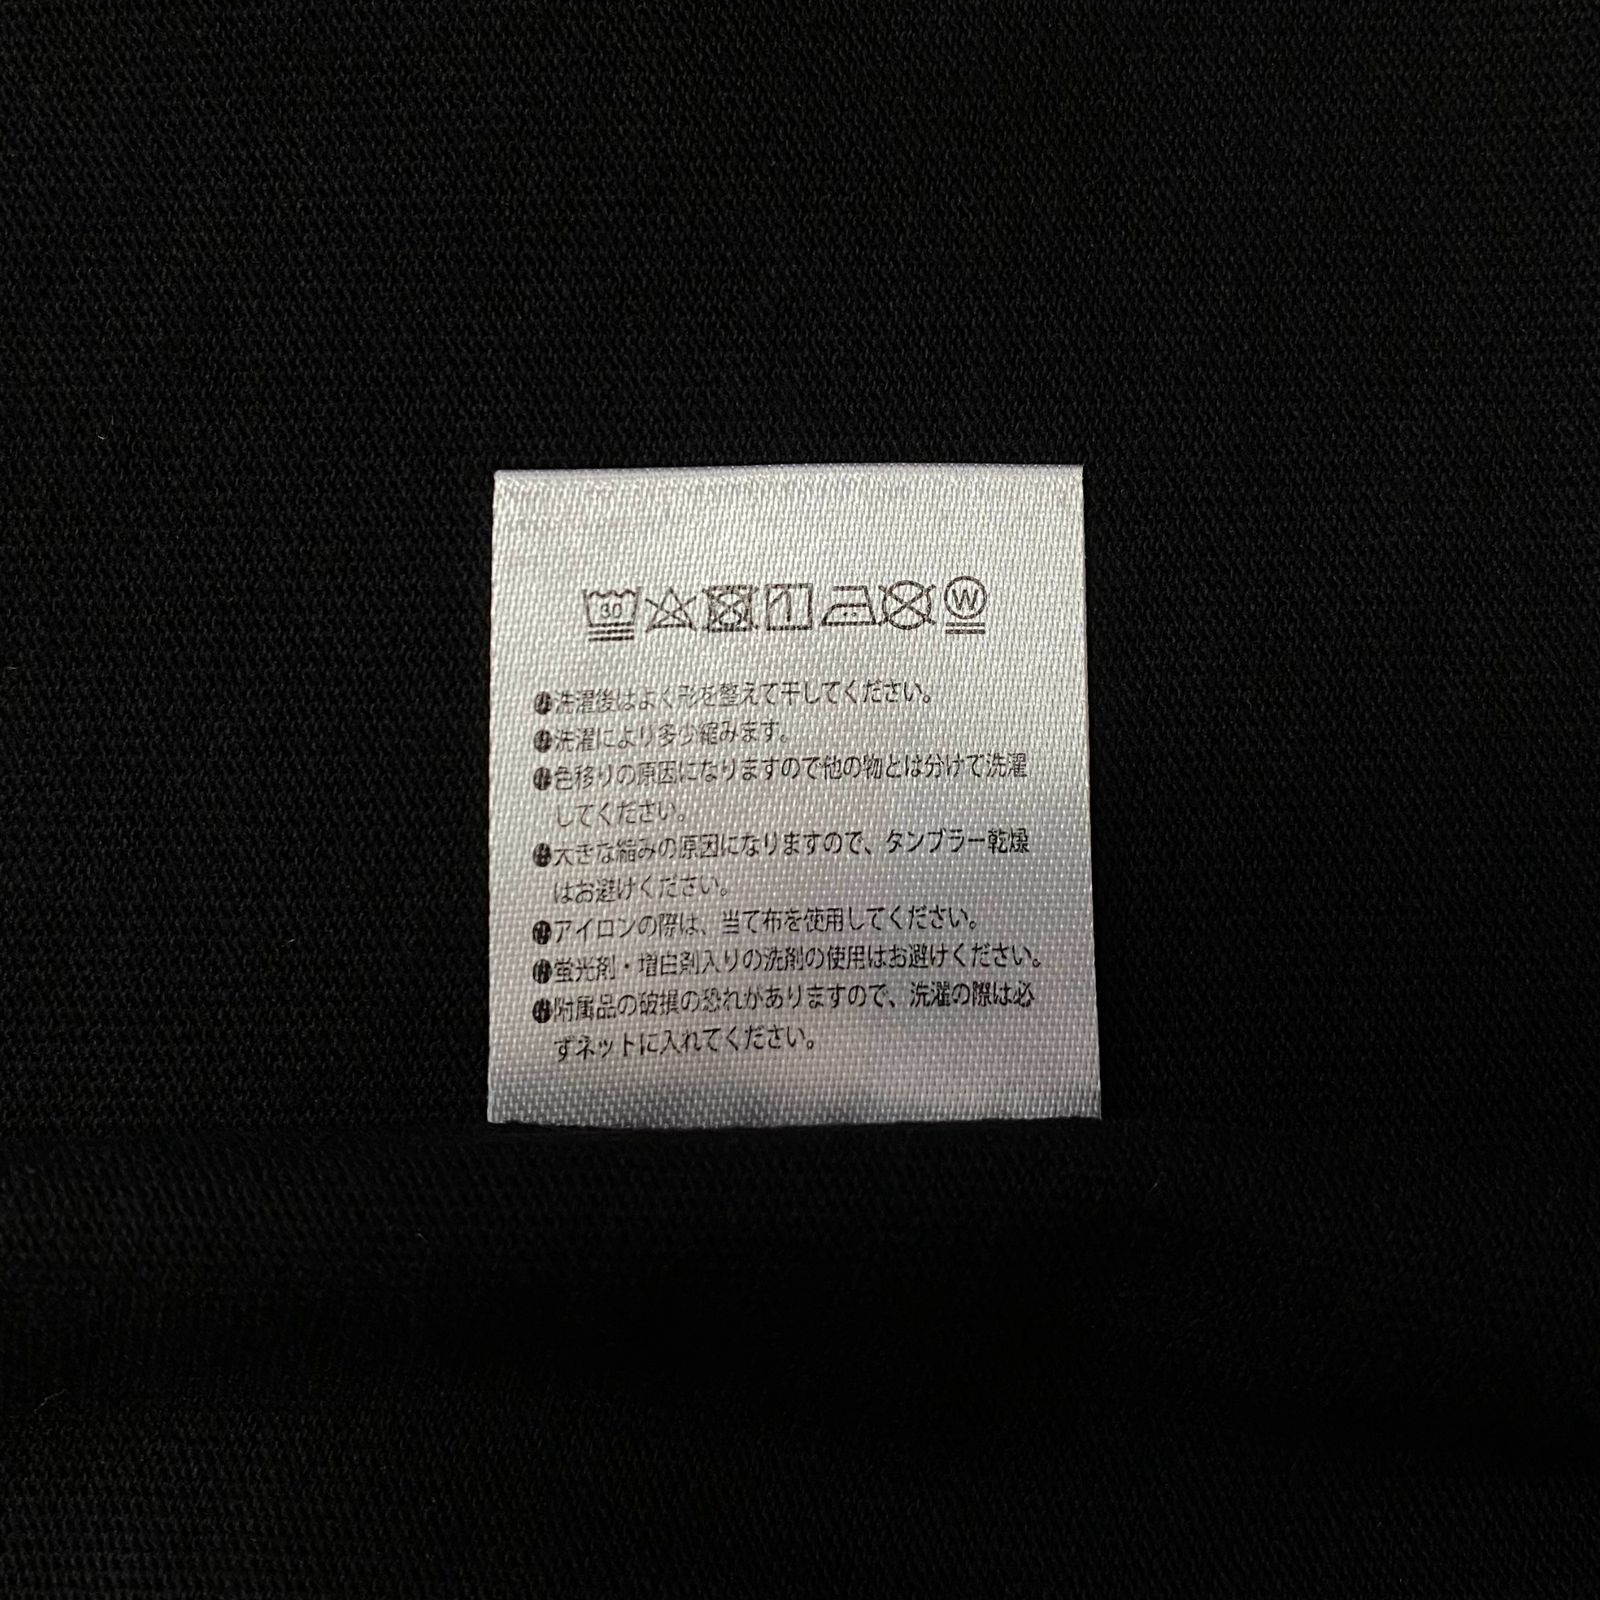 30 W
●洗濯後はよく形を整えて干してください。
●洗濯により多少縮みます。
●色移りの原因になりますので他の物とは分けて洗濯
してください。
●大きな縮みの原因になりますので、タンブラー乾燥
はお避けください。
●アイロンの際は、当て布を使用してください。
●蛍光剤・増白剤入りの洗剤の使用はお避けください。
●附属品の破損の恐れがありますので、洗濯の際は必
ずネットに入れてください。